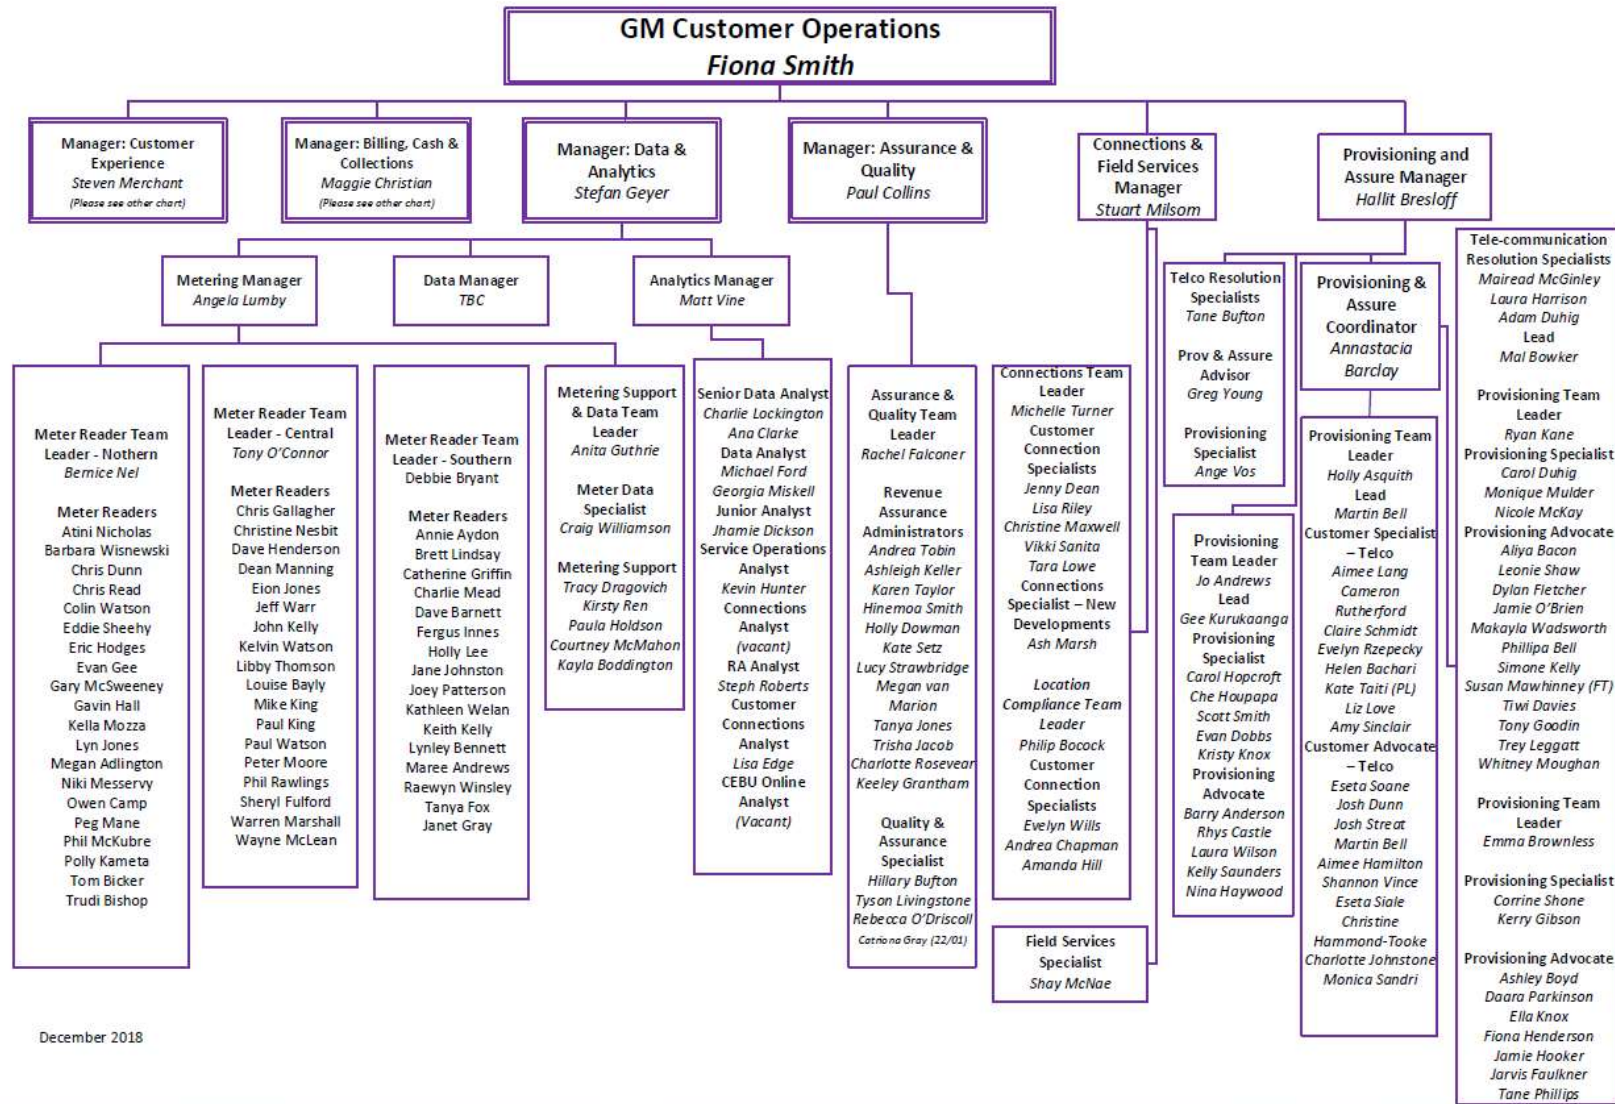 GM Customer Operations
Fiona Smith
Manager: Customer
Experience
Steven Merchant
(Please see other chart)
Manager: Billing, Cash &
Collections
Maggie Christian
(Please see other chart)
Manager: Data &
Analytics
Stefan Geyer
Manager: Assurance &
Quality
Paul Collins
Connections &
Field Services
Manager
Stuart Milsom
Provisioning and
Assure Manager
Hallit Bresloff
Metering Manager
Angela Lumby
Data Manager
TBC
Analytics Manager
Matt Vine
Meter Reader Team
Leader - Nothern
Bernice Nel
Meter Readers
Atini Nicholas
Barbara Wisnewski
Chris Dunn
Chris Read
Colin Watson
Eddie Sheehy
Eric Hodges
Evan Gee
Gary McSweeney
Gavin Hall
Kella Mozza
Lyn Jones
Megan Adlington
Niki Messervy
Owen Camp
Peg Mane
Phil McKubre
Polly Kameta
Tom Bicker
Trudi Bishop
Meter Reader Team
Leader - Central
Tony O'Connor
Meter Readers
Chris Gallagher
Christine Nesbit
Dave Henderson
Dean Manning
Eion Jones
Jeff Warr
John Kelly
Kelvin Watson
Libby Thomson
Louise Bayly
Mike King
Paul King
Paul Watson
Peter Moore
Phil Rawlings
Sheryl Fulford
Warren Marshall
Wayne McLean
Meter Reader Team
Leader - Southern
Debbie Bryant
Meter Readers
Annie Aydon
Brett Lindsay
Catherine Griffin
Charlie Mead
Dave Barnett
Fergus Innes
Holly Lee
Jane Johnston
Joey Patterson
Kathleen Welan
Keith Kelly
Lynley Bennett
Maree Andrews
Raewyn Winsley
Tanya Fox
Janet Gray
Metering Support
& Data Team
Leader
Anita Guthrie
Meter Data
Specialist
Craig Williamson
Metering Support
Tracy Dragovich
Kirsty Ren
Paula Holdson
Courtney McMahon
Kayla Boddington
Senior Data Analyst
Charlie Lockington
Ana Clarke
Data Analyst
Michael Ford
Georgia Miskell
Junior Analyst
Jhamie Dickson
Service Operations
Analyst
Kevin Hunter
Connections
Analyst
(vacant)
RA Analyst
Steph Roberts
Customer
Connections
Analyst
Lisa Edge
CEBU Online
Analyst
(Vacant)
Assurance &
Quality Team
Leader
Rachel Falconer
Revenue
Assurance
Administrators
Andrea Tobin
Ashleigh Keller
Karen Taylor
Hinemoa Smith
Holly Dowman
Kate Setz
Lucy Strawbridge
Megan van
Marion
Tanya Jones
Trisha Jacob
Charlotte Rosevear
Keeley Grantham
Quality &
Assurance
Specialist
Hillary Bufton
Tyson Livingstone
Rebecca O'Driscoll
Catriona Gray (22/01)
Connections Team
Leader
Michelle Turner
Customer
Connection
Specialists
Jenny Dean
Lisa Riley
Christine Maxwell
Vikki Sanita
Tara Lowe
Connections
Specialist – New
Developments
Ash Marsh
Location
Compliance Team
Leader
Philip Bocock
Customer
Connection
Specialists
Evelyn Wills
Andrea Chapman
Amanda Hill
Field Services
Specialist
Shay McNae
Telco Resolution
Specialists
Tane Bufton
Prov & Assure
Advisor
Greg Young
Provisioning
Specialist
Ange Vos
Provisioning
Team Leader
Jo Andrews
Lead
Gee Kurukaanga
Provisioning
Specialist
Carol Hopcroft
Che Houpapa
Scott Smith
Evan Dobbs
Kristy Knox
Provisioning
Advocate
Barry Anderson
Rhys Castle
Laura Wilson
Kelly Saunders
Nina Haywood
Provisioning &
Assure
Coordinator
Annastacia
Barclay
Provisioning Team
Leader
Holly Asquith
Lead
Martin Bell
Customer Specialist
– Telco
Aimee Lang
Cameron
Rutherford
Claire Schmidt
Evelyn Rzepecky
Helen Bachari
Kate Taiti (PL)
Liz Love
Amy Sinclair
Customer Advocate
– Telco
Eseta Soane
Josh Dunn
Josh Streat
Martin Bell
Aimee Hamilton
Shannon Vince
Eseta Siale
Christine
Hammond-Tooke
Charlotte Johnstone
Monica Sandri
Tele-communication
Resolution Specialists
Mairead McGinley
Laura Harrison
Adam Duhig
Lead
Mal Bowker
Provisioning Team
Leader
Ryan Kane
Provisioning Specialist
Carol Duhig
Monique Mulder
Nicole McKay
Provisioning Advocate
Aliya Bacon
Leonie Shaw
Dylan Fletcher
Jamie O'Brien
Makayla Wadsworth
Phillipa Bell
Simone Kelly
Susan Mawhinney (FT)
Tiwi Davies
Tony Goodin
Trey Leggatt
Whitney Moughan
Provisioning Team
Leader
Emma Brownless
Provisioning Specialist
Corrine Shone
Kerry Gibson
Provisioning Advocate
Ashley Boyd
Daara Parkinson
Ella Knox
Fiona Henderson
Jamie Hooker
Jarvis Faulkner
Tane Phillips
December 2018